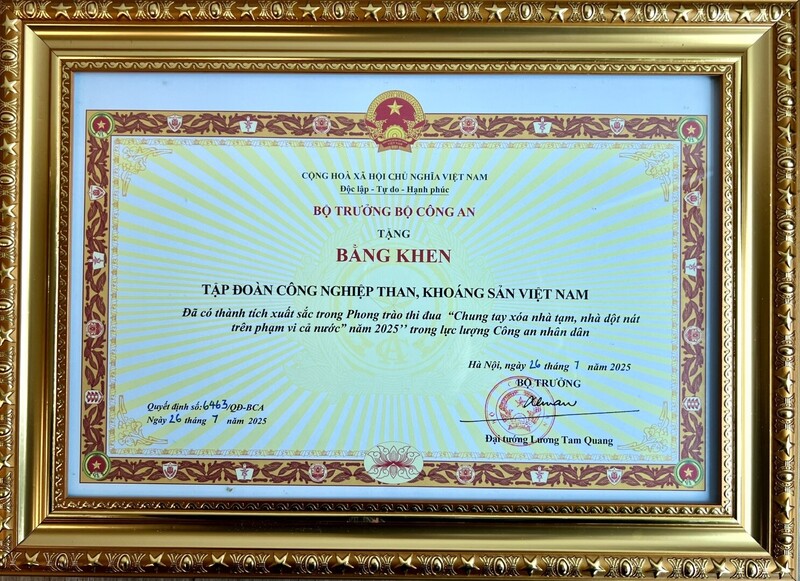 CỘNG HOÀ XÃ HỘI CHỦ NGHĨA VIỆT NAM
Độc lập - Tự do - Hạnh phúc
BỘ TRƯỞNG BỘ CÔNG AN
TẶNG
BẰNG KHEN
TẬP ĐOÀN CÔNG NGHIỆP THAN, KHOÁNG SẢN VIỆT NAM
Đã có thành tích xuất sắc trong Phong trào thi đua “Chung tay xóa nhà tạm, nhà dột nát
trên phạm vi cả nước” năm 2025’’ trong lực lượng Công an nhân dân
Hà Nội, ngày 26 tháng 7 năm 2025
BỘ TRƯỞNG
Quyết định số:6463/QĐ-BCA
Ngày 26 tháng 7 năm 2025
Đại tướng Lương Tam Quang